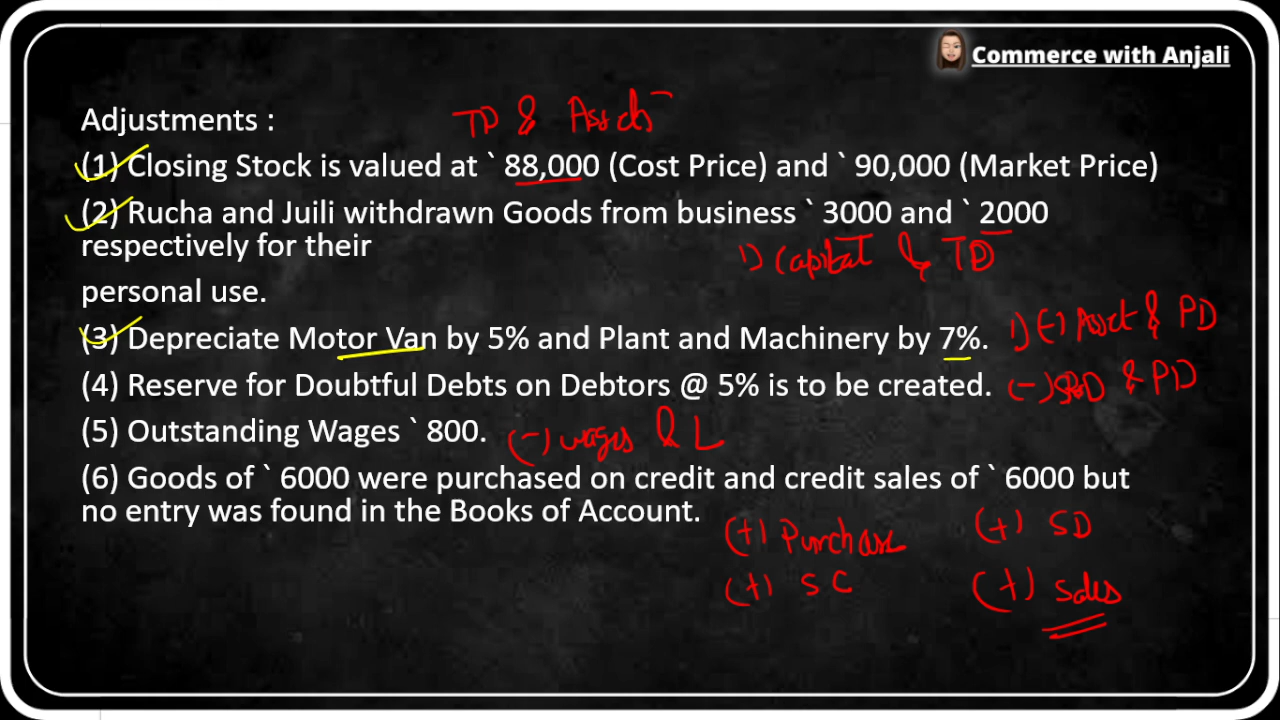 Commerce with Anjali
Adjustments :
TD & Assets
(1) Closing Stock is valued at ` 88,000 (Cost Price) and ` 90,000 (Market Price)
(2) Rucha and Juili withdrawn Goods from business ` 3000 and ` 2000
respectively for their
1) Capital & TD
personal use.
(3) Depreciate Motor Van by 5% and Plant and Machinery by 7%.
1) (-) Asset & PD
(4) Reserve for Doubtful Debts on Debtors @ 5% is to be created.
(-) & PD
(5) Outstanding Wages ` 800.
(-) wages & L
(6) Goods of ` 6000 were purchased on credit and credit sales of ` 6000 but
no entry was found in the Books of Account.
(+) Purchase (+) SD
(+) SC (+) Sales